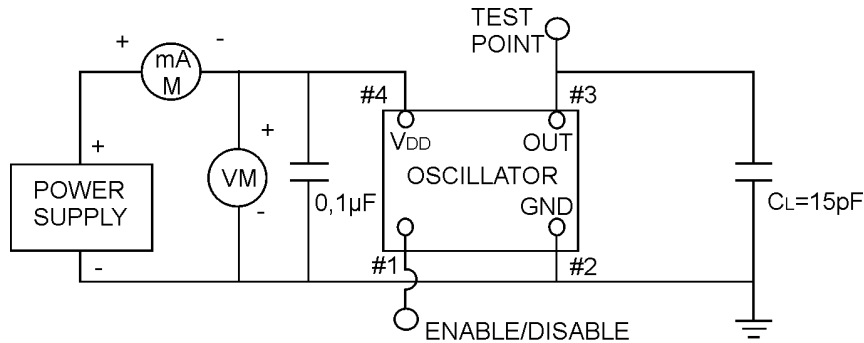 TEST
POINT
+
-
mA
M
#4
#3
VDD
OUT
+
+
POWER
SUPPLY
VM
0,1µF
OSCILLATOR
CL=15pF
-
GND
-
#1
#2
ENABLE/DISABLE